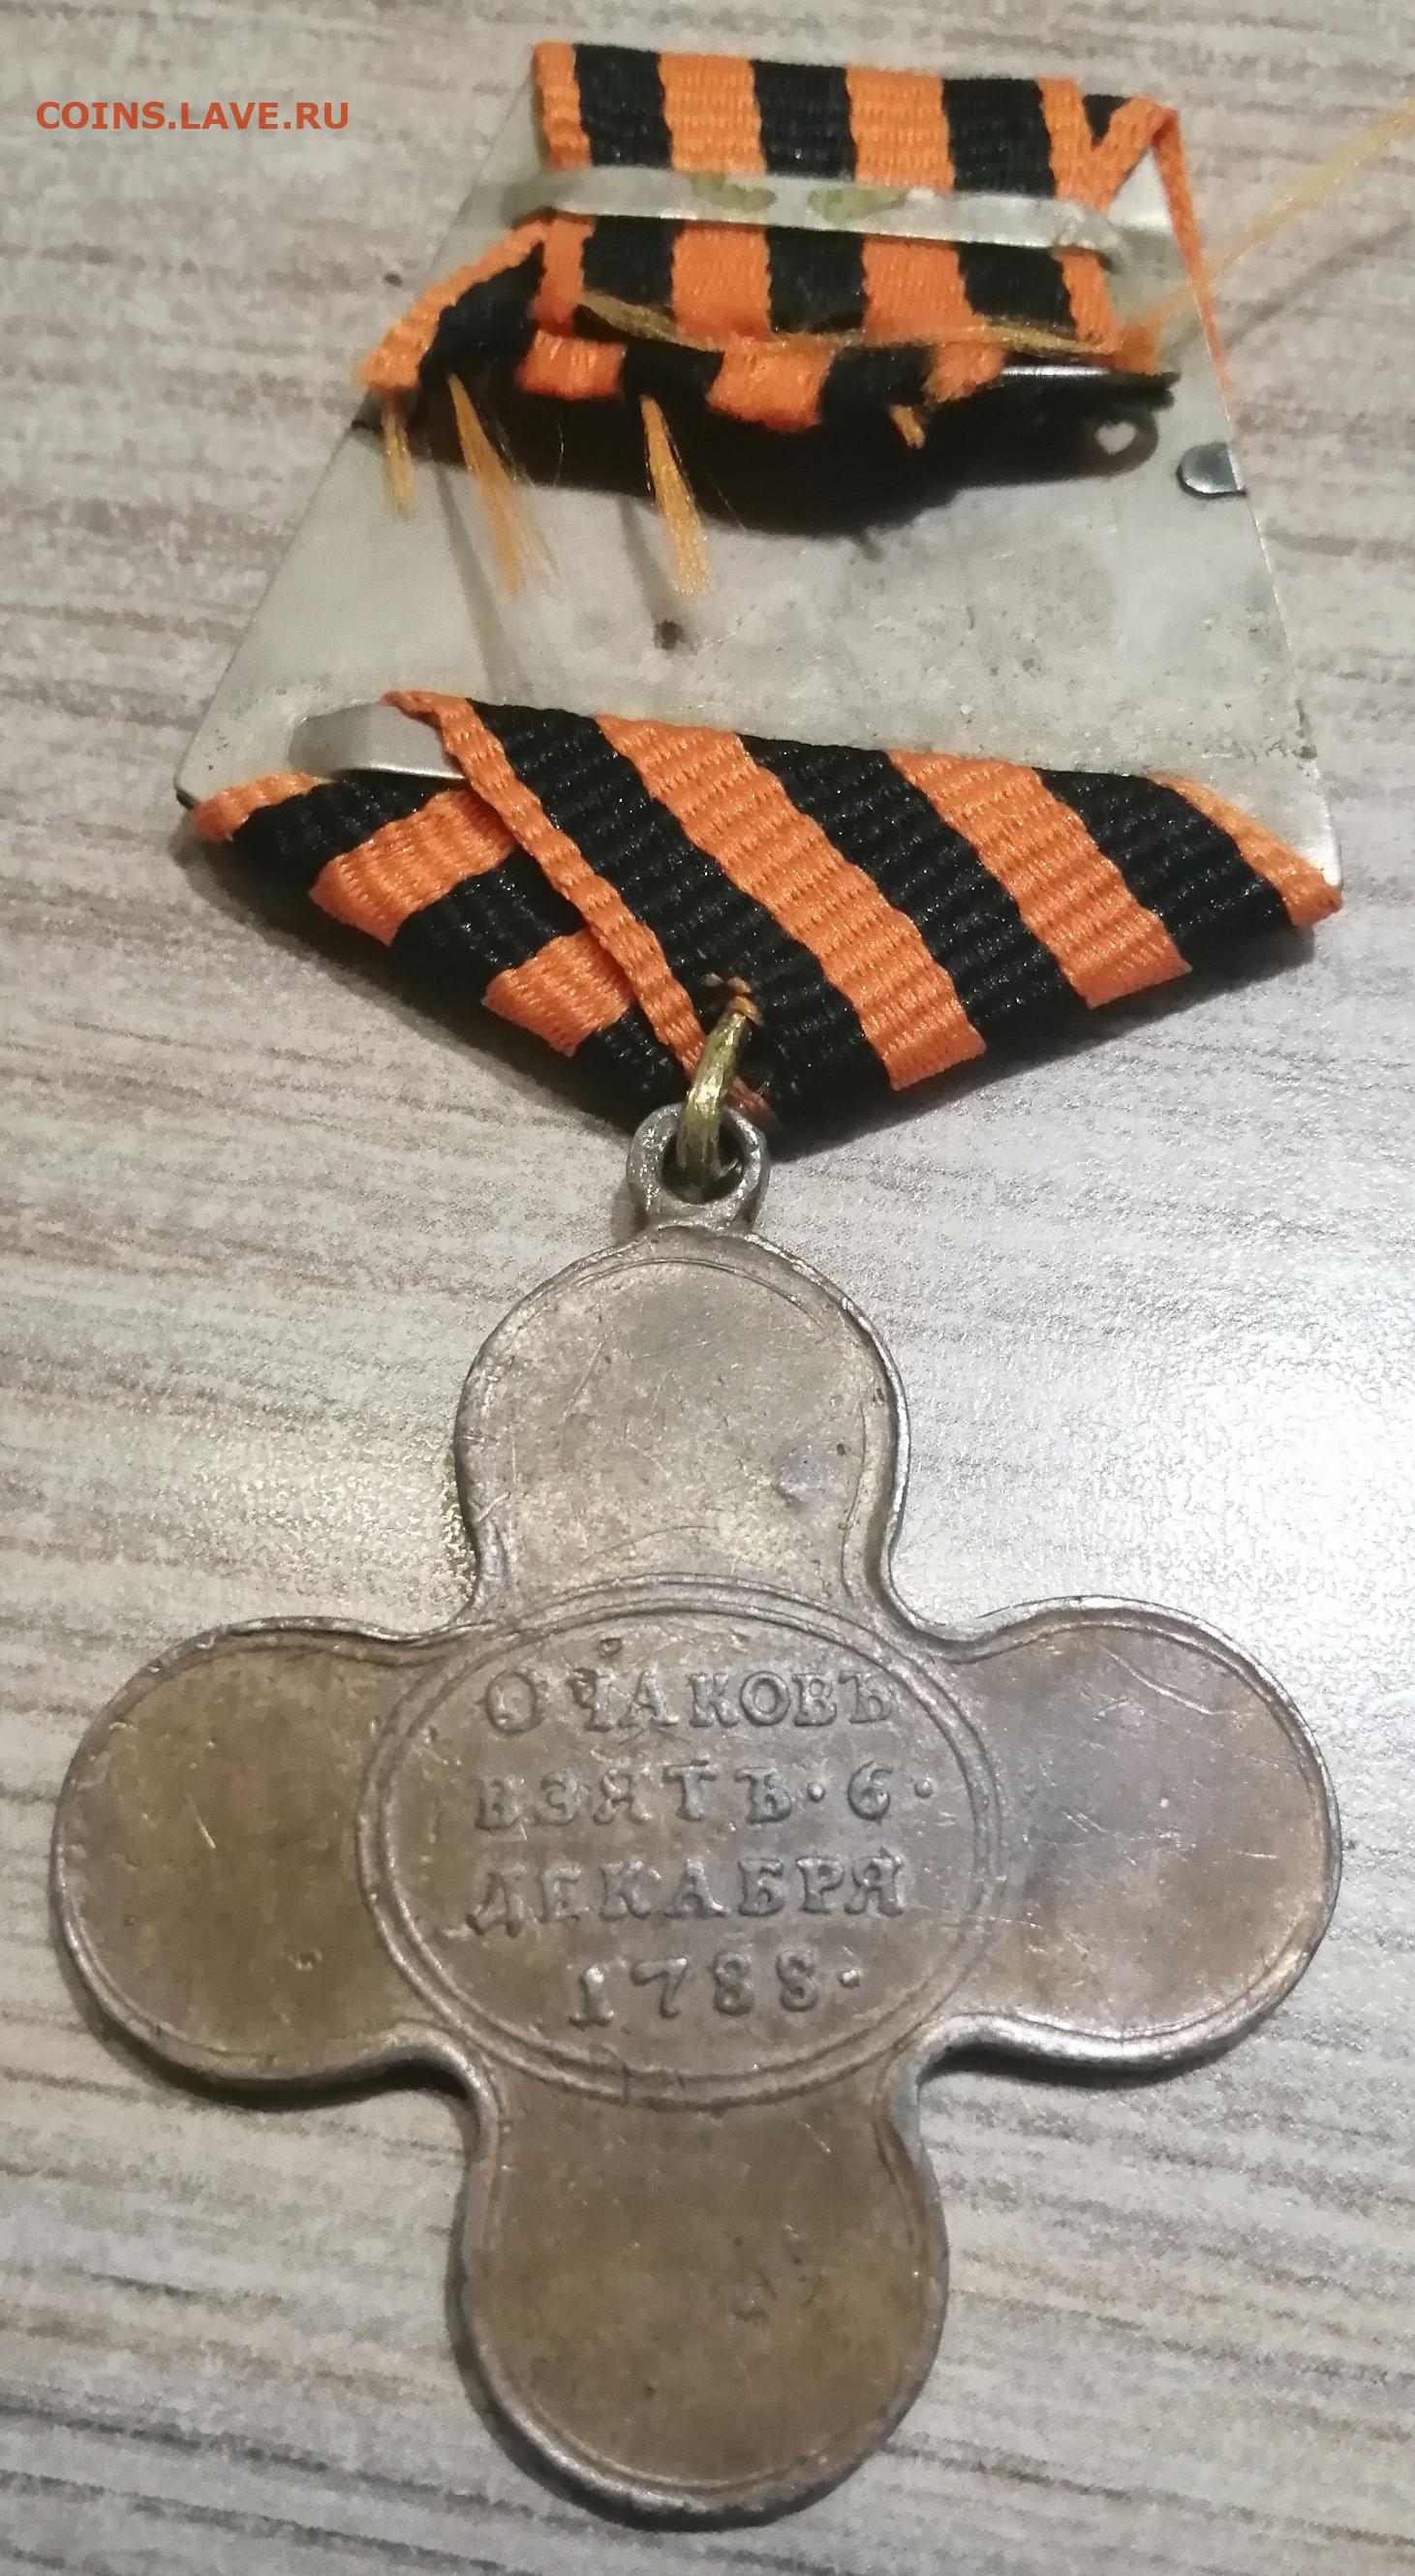 COINS.LAVE.RU
ОЧАКОВЪ
ВЗЯТЪ·6·
ДЕКАБРЯ
1788·